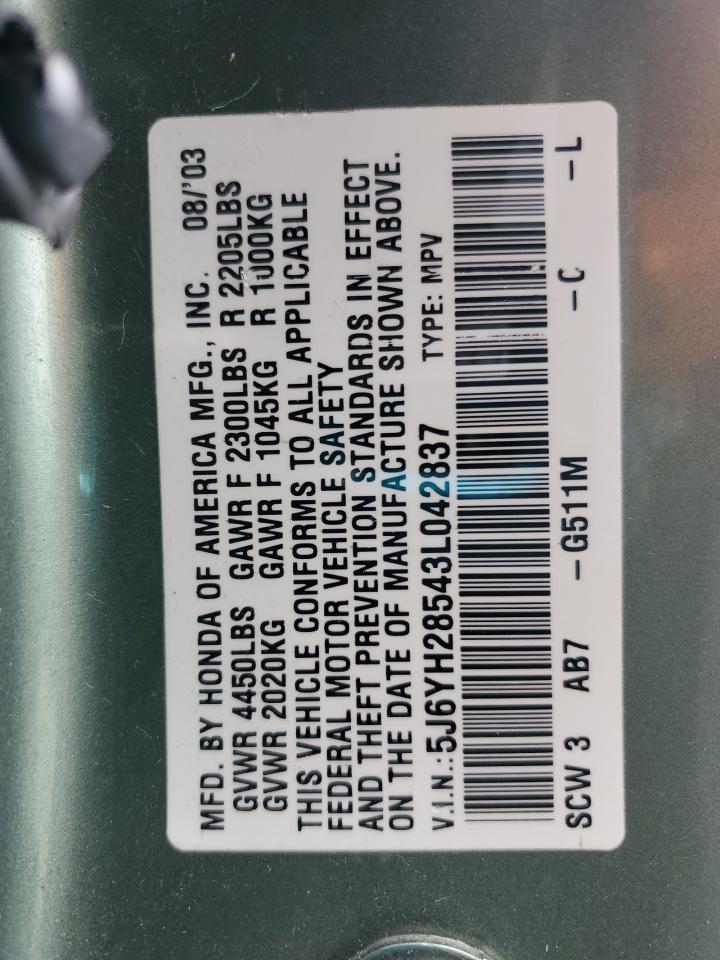 MFD. BY HONDA OF AMERICA MFG., INC. 08/'03
GVWR 4450LBS GAWR F 2300LBS R 2205LBS
GVWR 2020KG GAWR F 1045KG R 1000KG
THIS VEHICLE CONFORMS TO ALL APPLICABLE
FEDERAL MOTOR VEHICLE SAFETY
AND THEFT PREVENTION STANDARDS IN EFFECT
ON THE DATE OF MANUFACTURE SHOWN ABOVE.
V.I.N.:5J6YH28543L042837 TYPE: MPV
SCW 3 AB7 -G511M -C -L